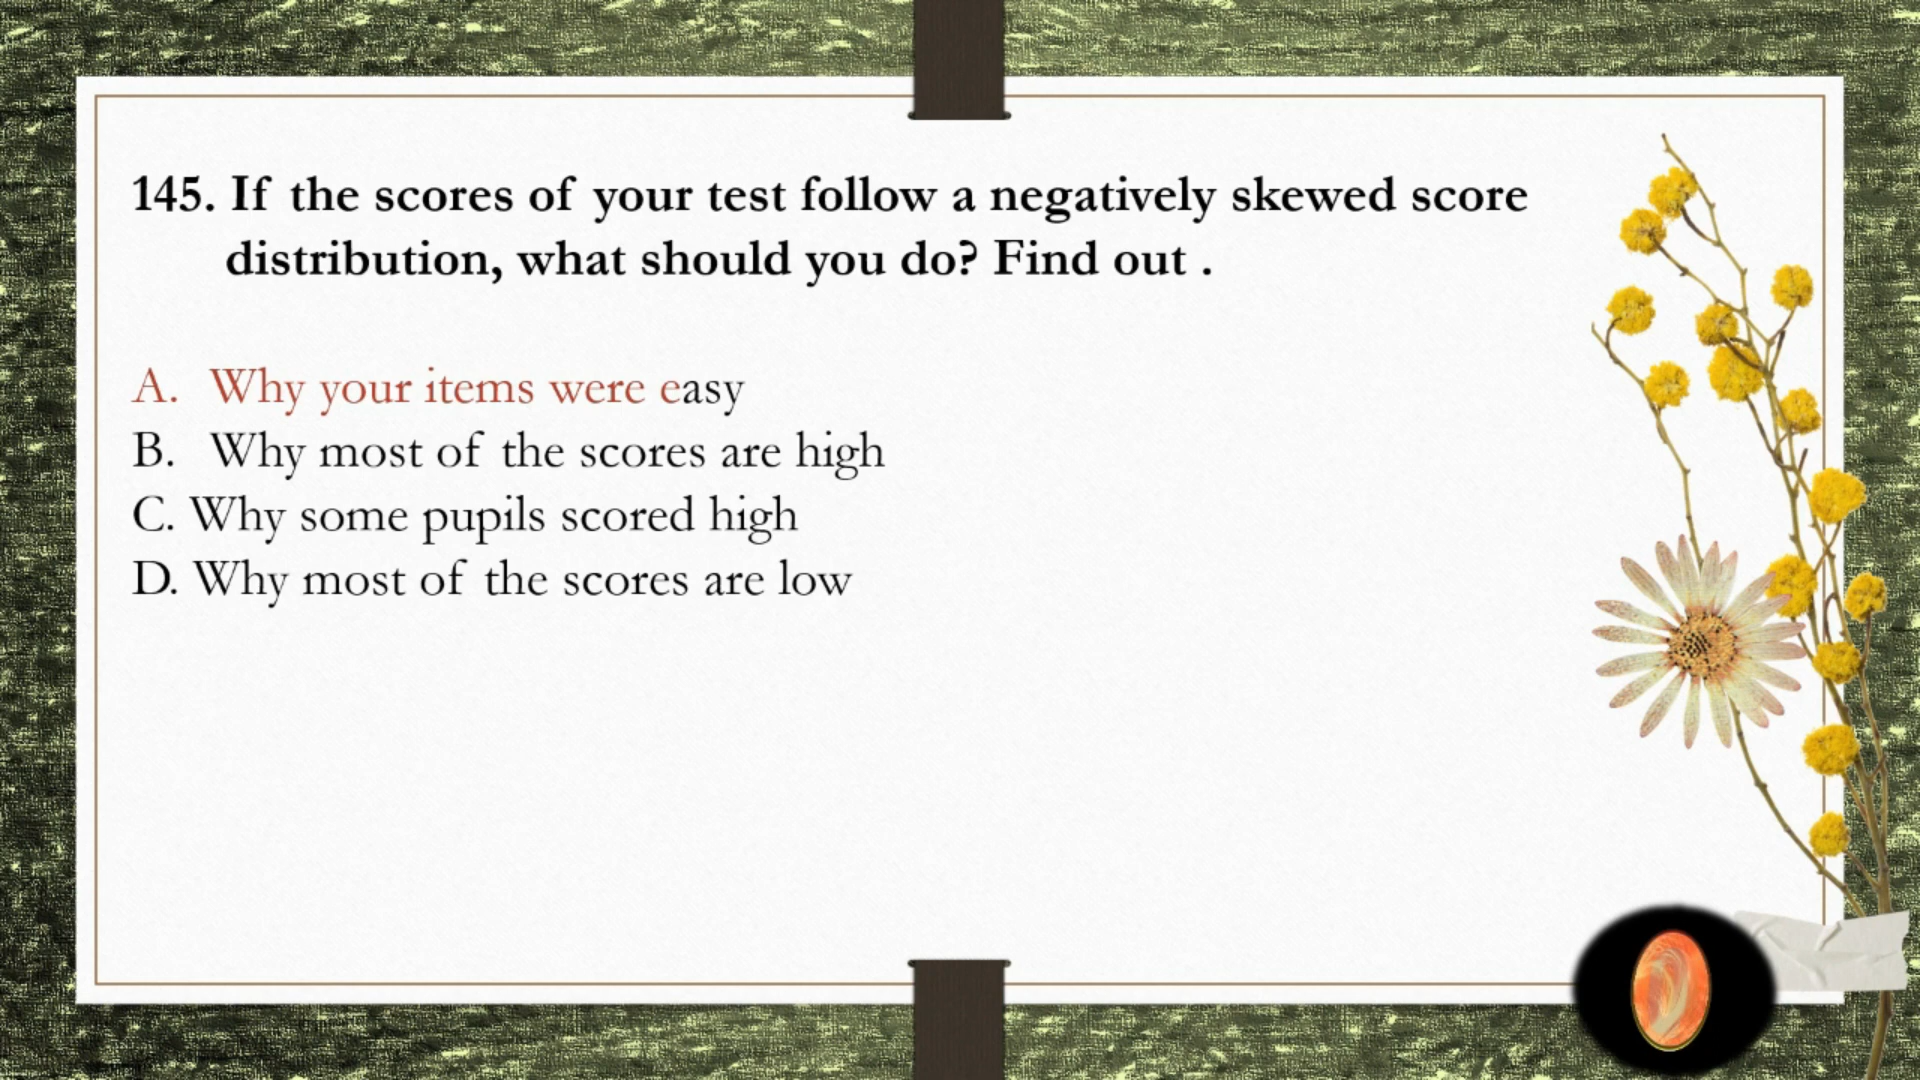 145. If the scores of your test follow a negatively skewed score
distribution, what should you do? Find out .
A. Why your items were easy
B. Why most of the scores are high
C. Why some pupils scored high
D. Why most of the scores are low